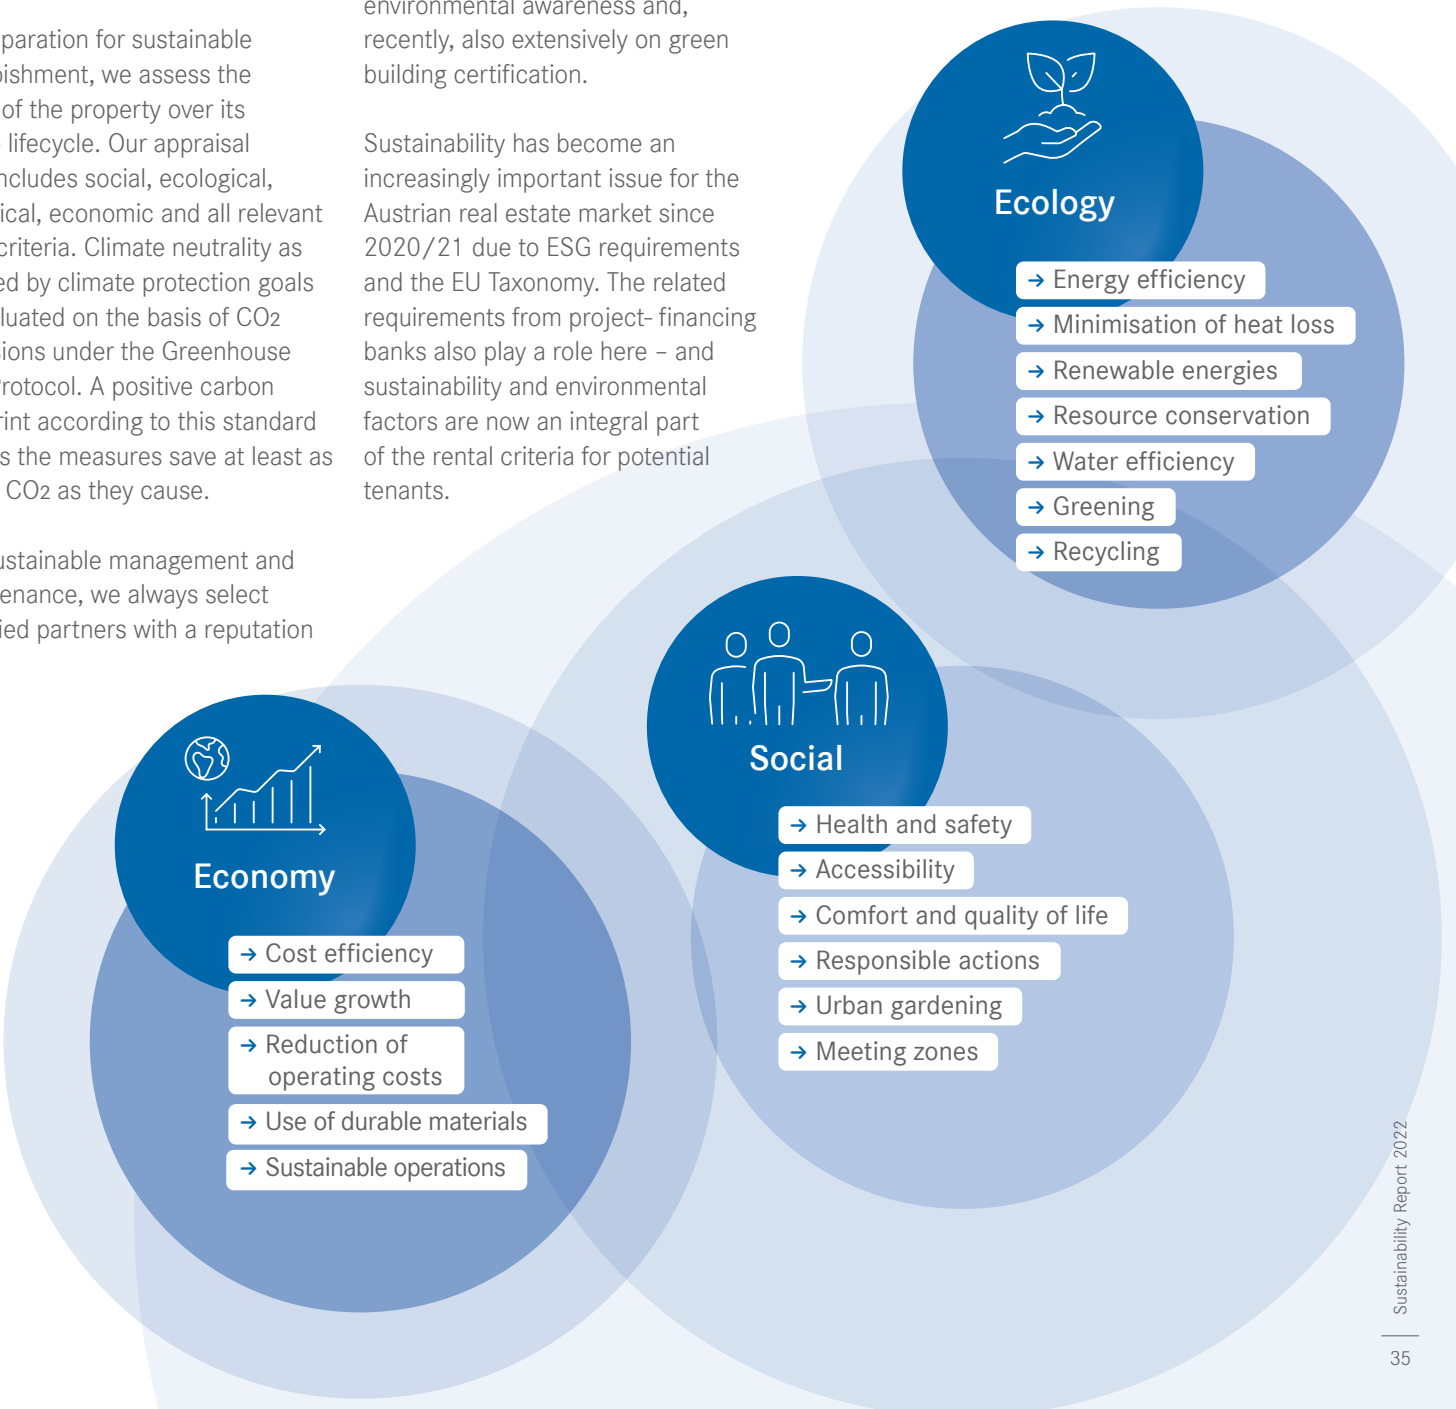 paration for sustainable
bishment, we assess the
of the property over its
lifecycle. Our appraisal
ncludes social, ecological,
ical, economic and all relevant
criteria. Climate neutrality as
ed by climate protection goals
luated on the basis of CO2
sions under the Greenhouse
Protocol. A positive carbon
rint according to this standard
s the measures save at least as
CO2 as they cause.
ustainable management and
tenance, we always select
ied partners with a reputation
environmental awareness and,
recently, also extensively on green
building certification.
Sustainability has become an
increasingly important issue for the
Austrian real estate market since
2020/21 due to ESG requirements
and the EU Taxonomy. The related
requirements from project- financing
banks also play a role here – and
sustainability and environmental
factors are now an integral part
of the rental criteria for potential
tenants.
Ecology
→ Energy efficiency
→ Minimisation of heat loss
→ Renewable energies
→ Resource conservation
→ Water efficiency
→ Greening
→ Recycling
Social
→ Health and safety
→ Accessibility
→ Comfort and quality of life
→ Responsible actions
→ Urban gardening
→ Meeting zones
Economy
→ Cost efficiency
→ Value growth
→ Reduction of
operating costs
→ Use of durable materials
→ Sustainable operations
Sustainability Report 2022
35